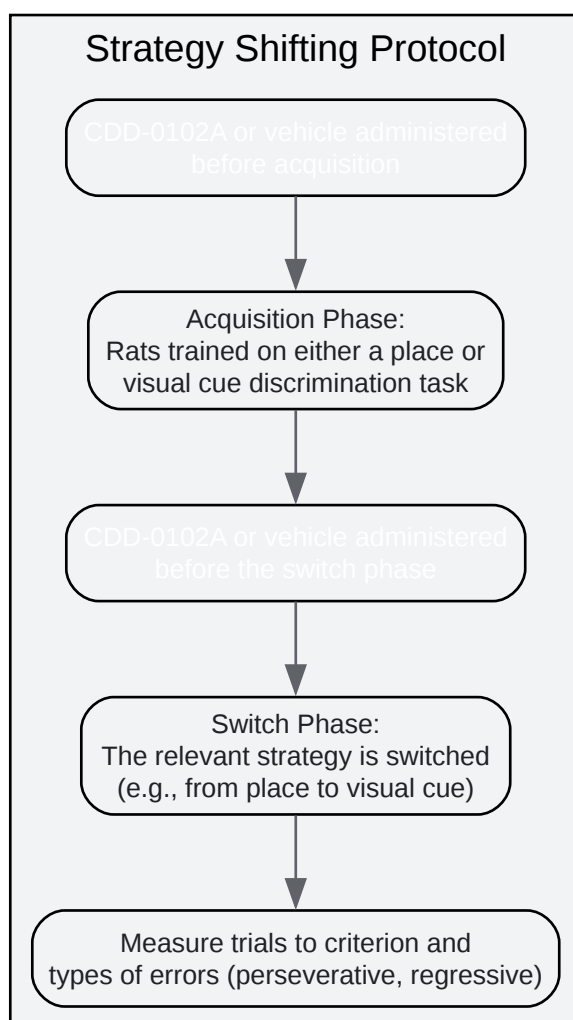 Strategy Shifting Protocol
CDD-0102A or vehicle administered
before acquisition
Acquisition Phase:
Rats trained on either a place or
visual cue discrimination task
CDD-0102A or vehicle administered
before the switch phase
Switch Phase:
The relevant strategy is switched
(e.g., from place to visual cue)
Measure trials to criterion and
types of errors (perseverative, regressive)